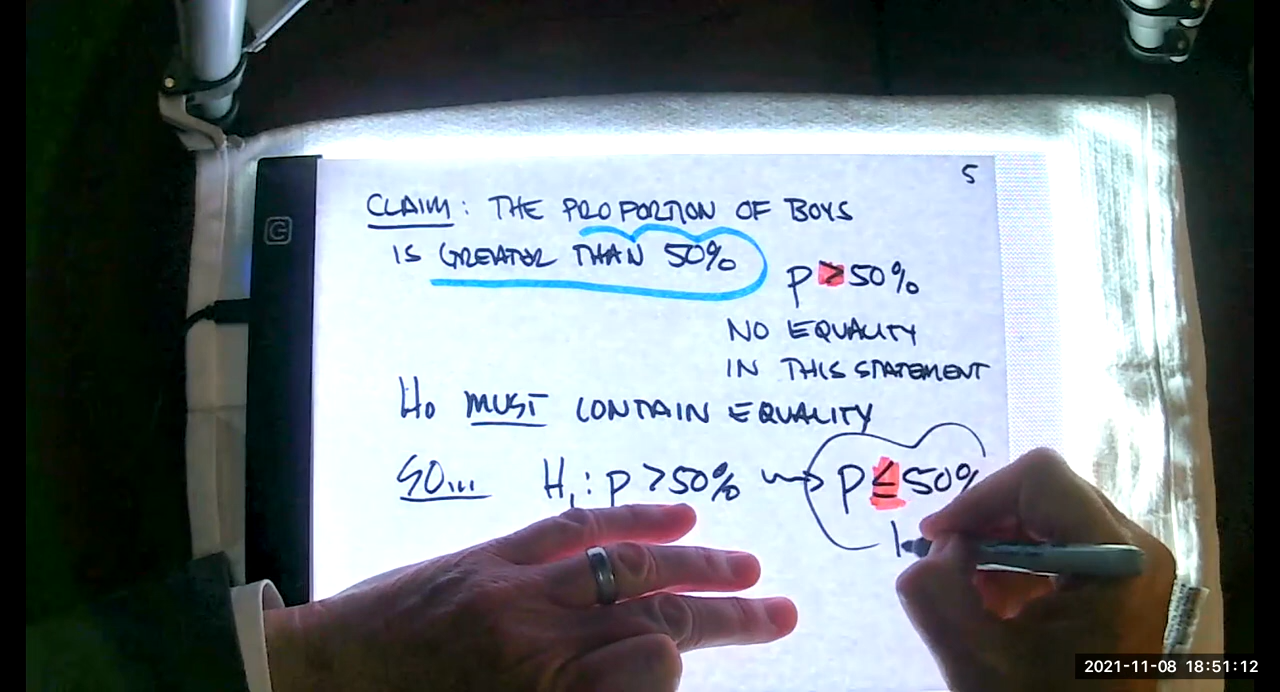 5
CLAIM: THE PROPORTION OF BOYS
IS GREATER THAN 50%
p > 50%
NO EQUALITY
IN THIS STATEMENT
H0 MUST CONTAIN EQUALITY
SO... H1: p > 50% → p ≤ 50%
2021-11-08 18:51:12